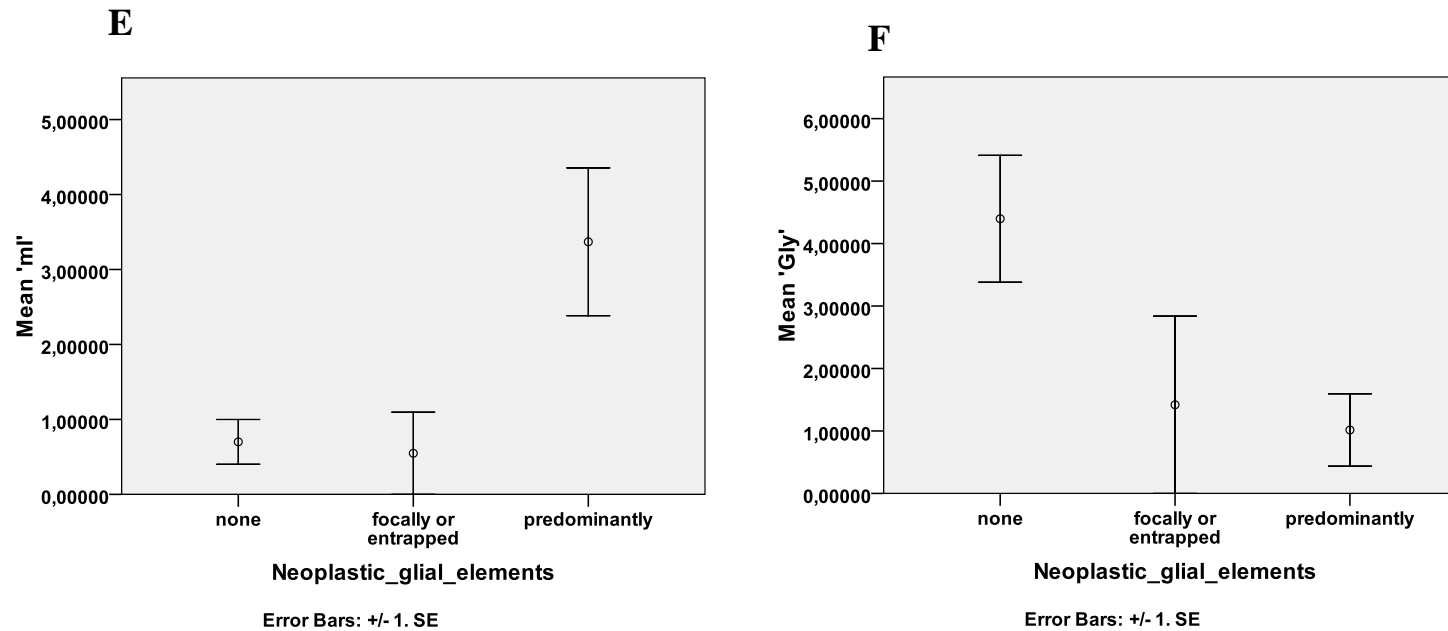 E
Mean 'mI'
5,00000
4,00000
3,00000
2,00000
1,00000
0,00000
none
focally or
entrapped
predominantly
Neoplastic_glial_elements
Error Bars: +/- 1. SE
F
Mean 'Gly'
6,00000
5,00000
4,00000
3,00000
2,00000
1,00000
0,00000
none
focally or
entrapped
predominantly
Neoplastic_glial_elements
Error Bars: +/- 1. SE